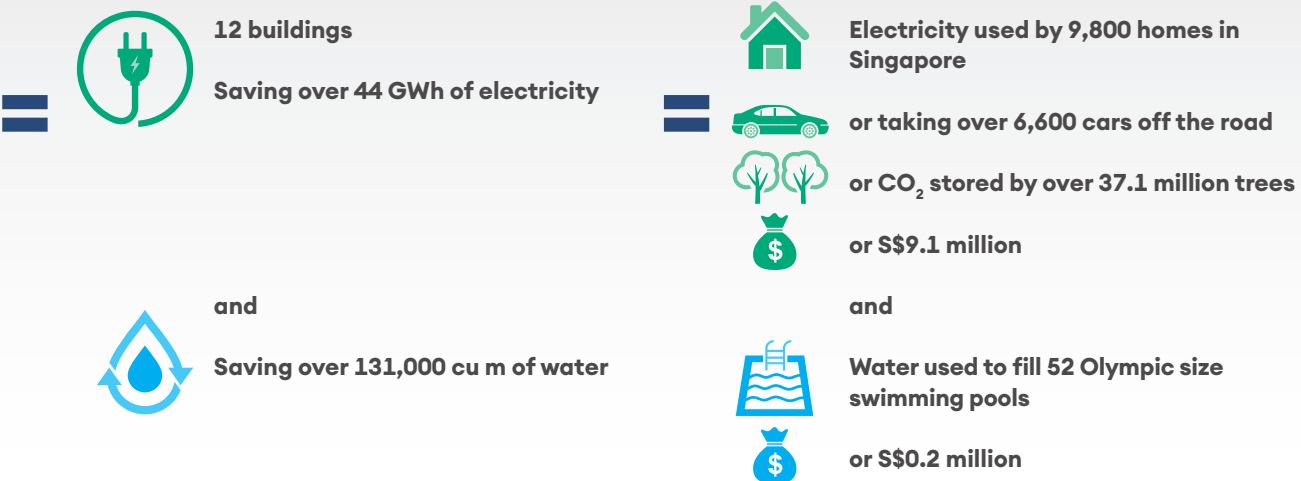 12 buildings
Saving over 44 GWh of electricity
and
Saving over 131,000 cu m of water
Electricity used by 9,800 homes in
Singapore
or taking over 6,600 cars off the road
or CO₂ stored by over 37.1 million trees
$
or S$9.1 million
and
Water used to fill 52 Olympic size
swimming pools
$
or S$0.2 million